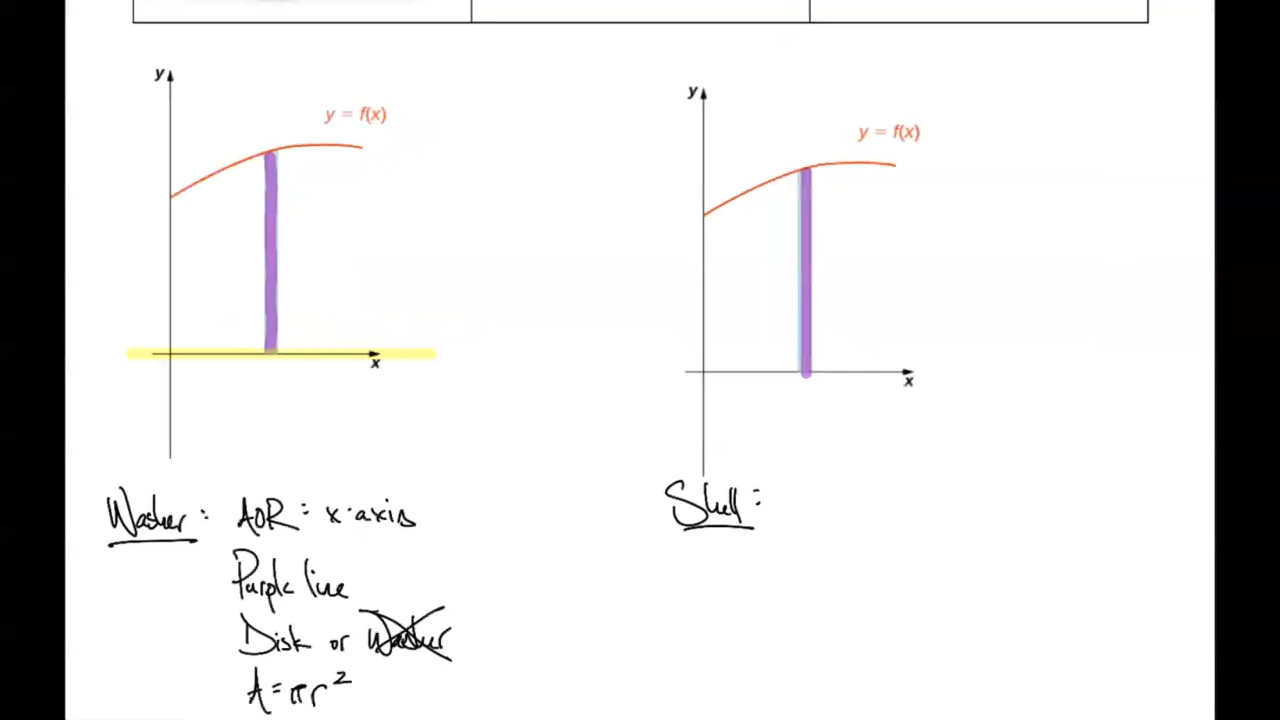 y
y = f(x)
x
y
y = f(x)
x
Washer : AOR = x-axis
Purple line
Disk or Washer
A = πr²
Shell :